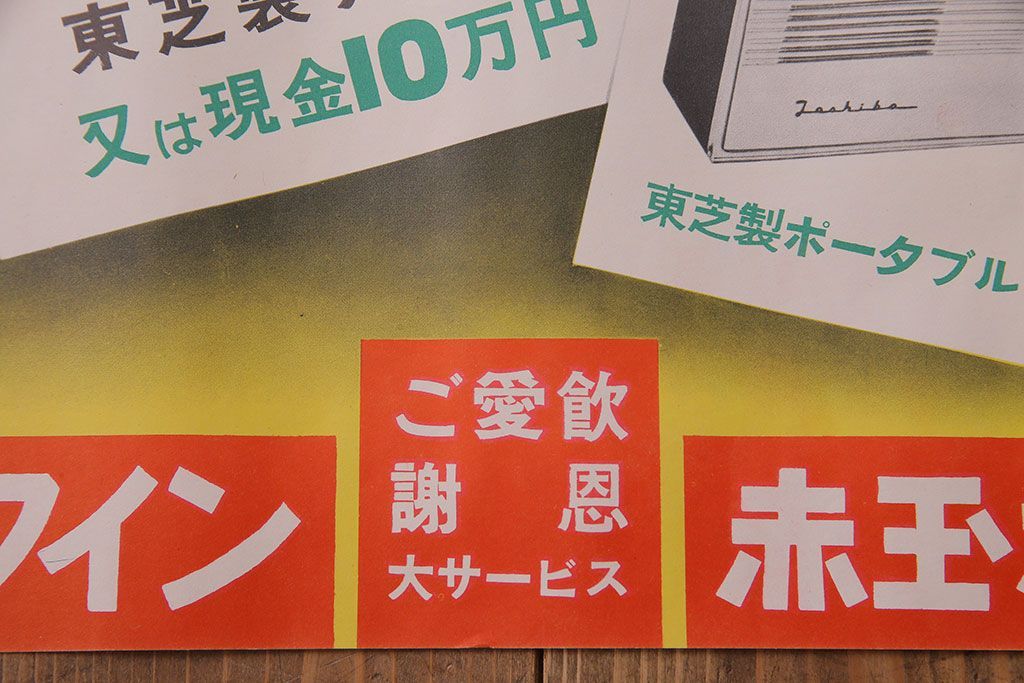 東芝製
又は現金10万円
Toshiba
東芝製ポータブル
ワイン
ご愛飲
謝恩
大サービス
赤玉